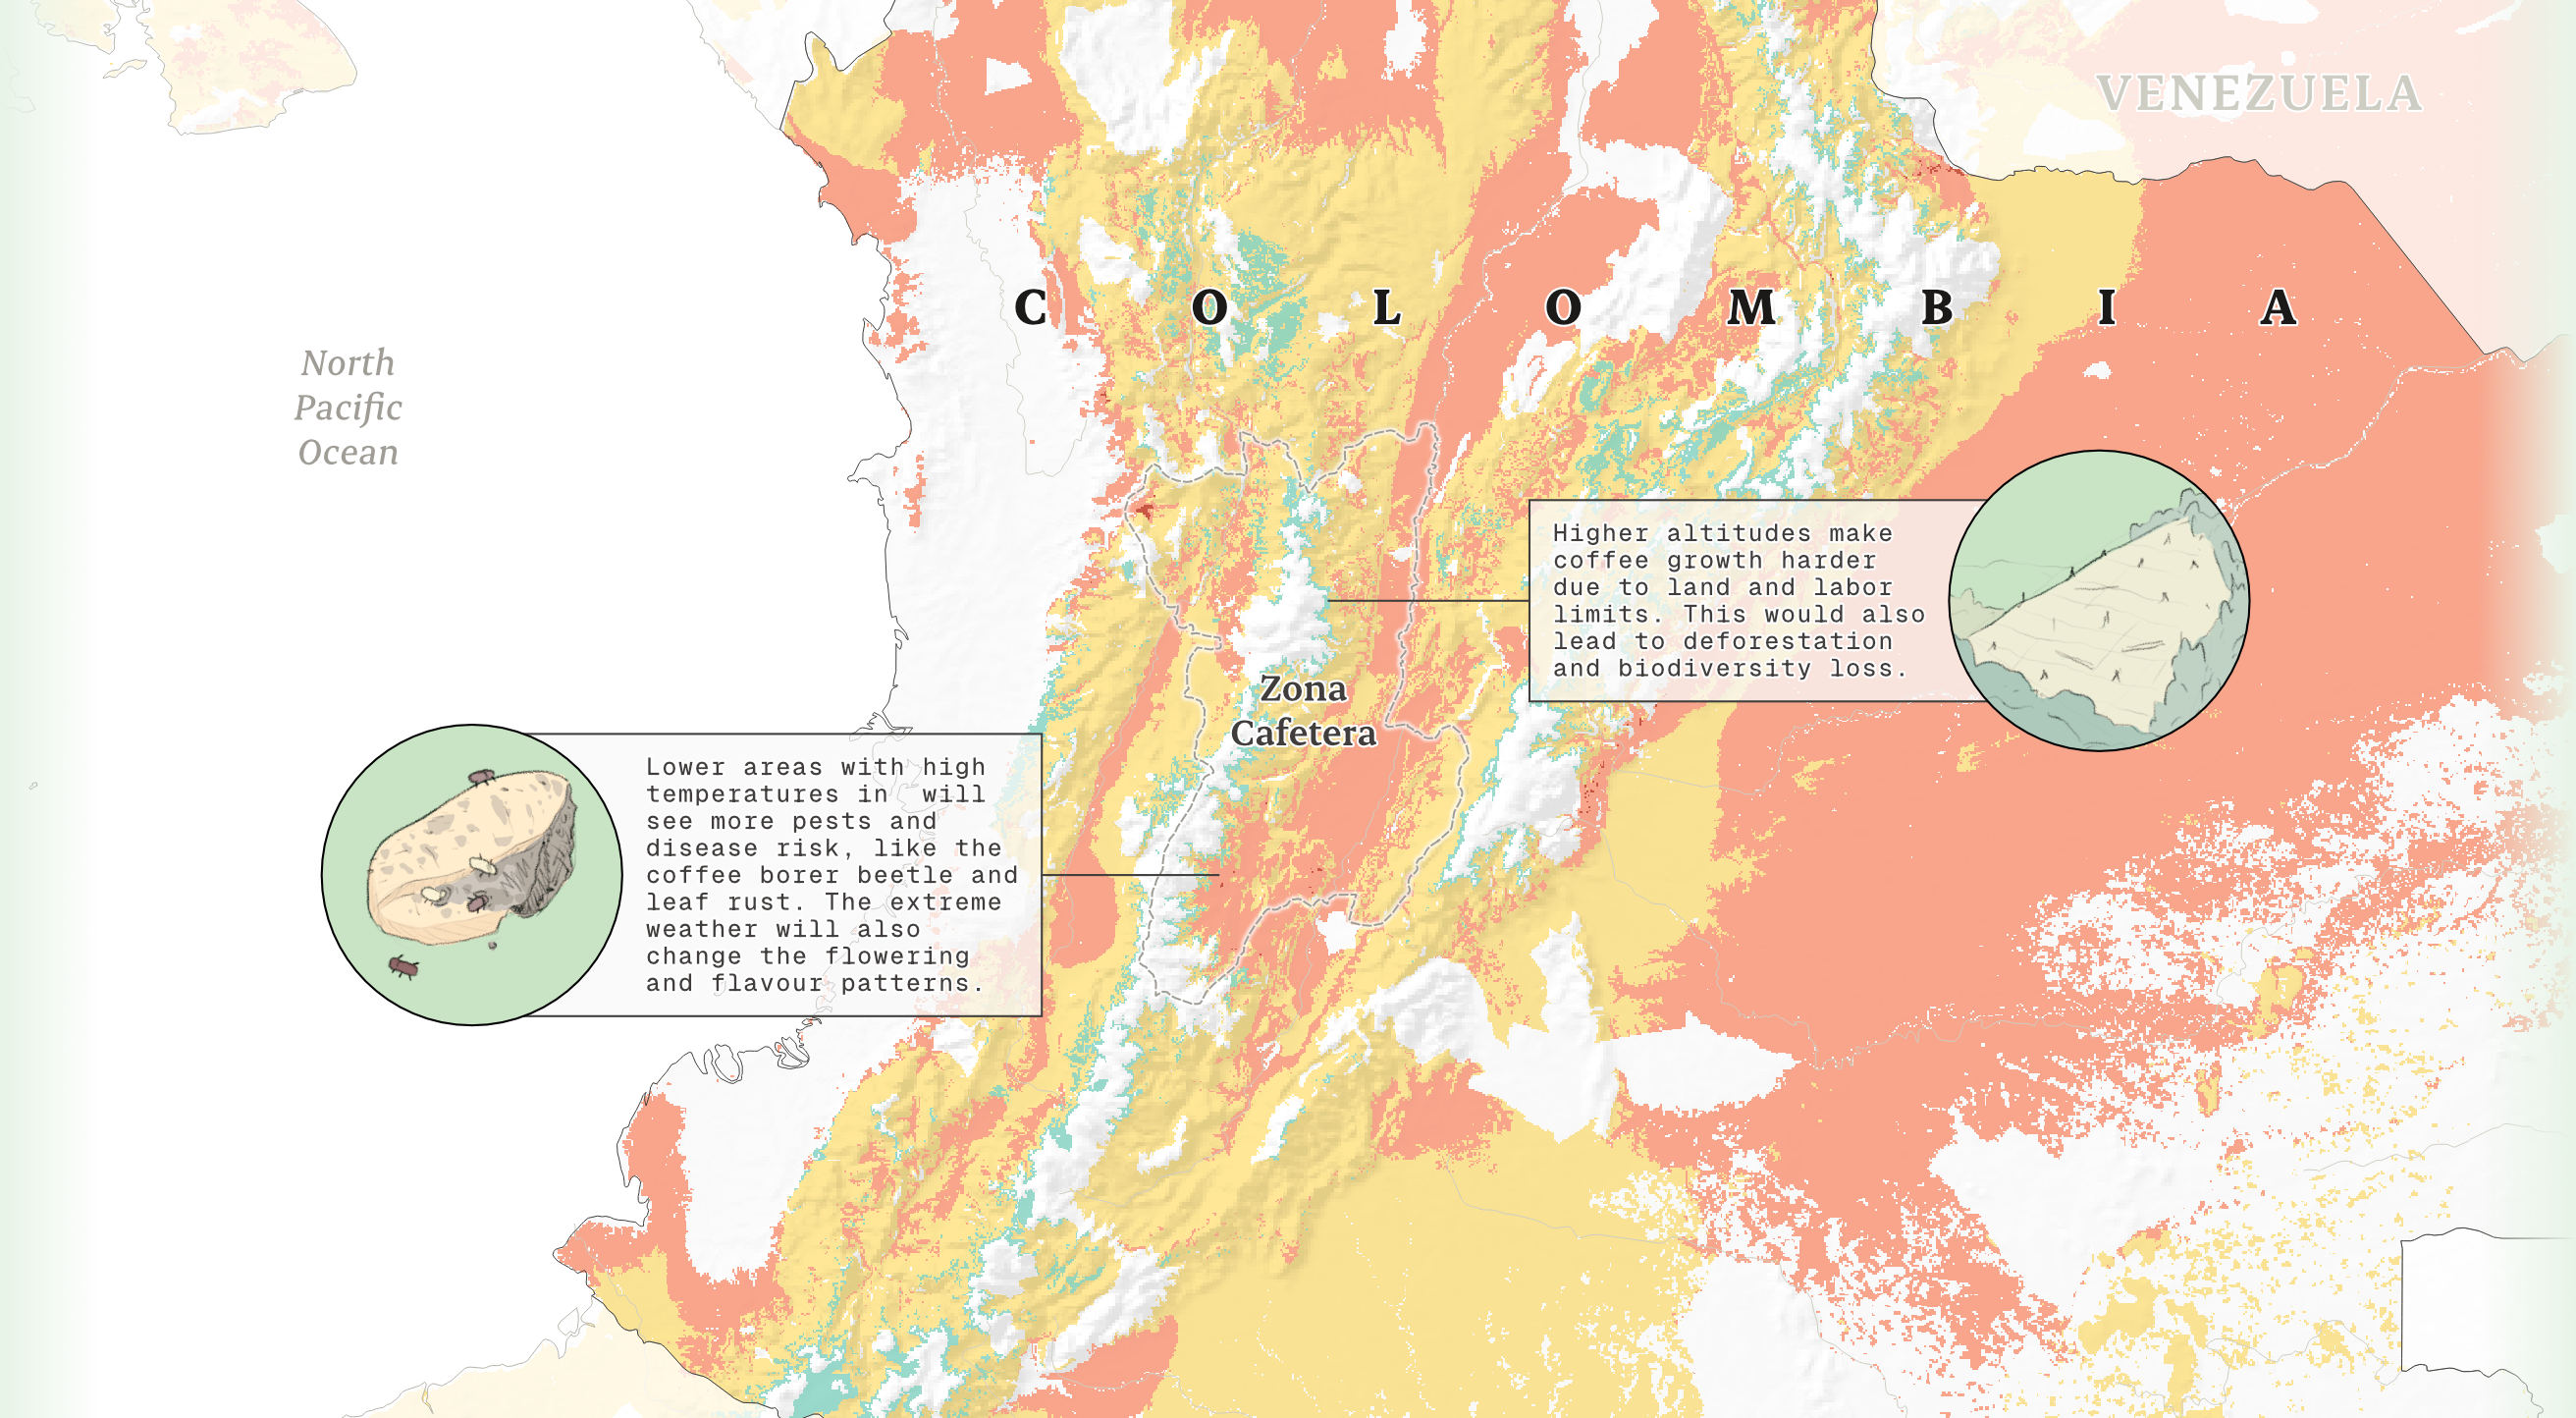 VENEZUELA
C O L O M B I A
North
Pacific
Ocean
Higher altitudes make
coffee growth harder
due to land and labor
limits. This would also
lead to deforestation
and biodiversity loss.
Zona
Cafetera
Lower areas with high
temperatures in  will
see more pests and
disease risk, like the
coffee borer beetle and
leaf rust. The extreme
weather will also
change the flowering
and flavour patterns.